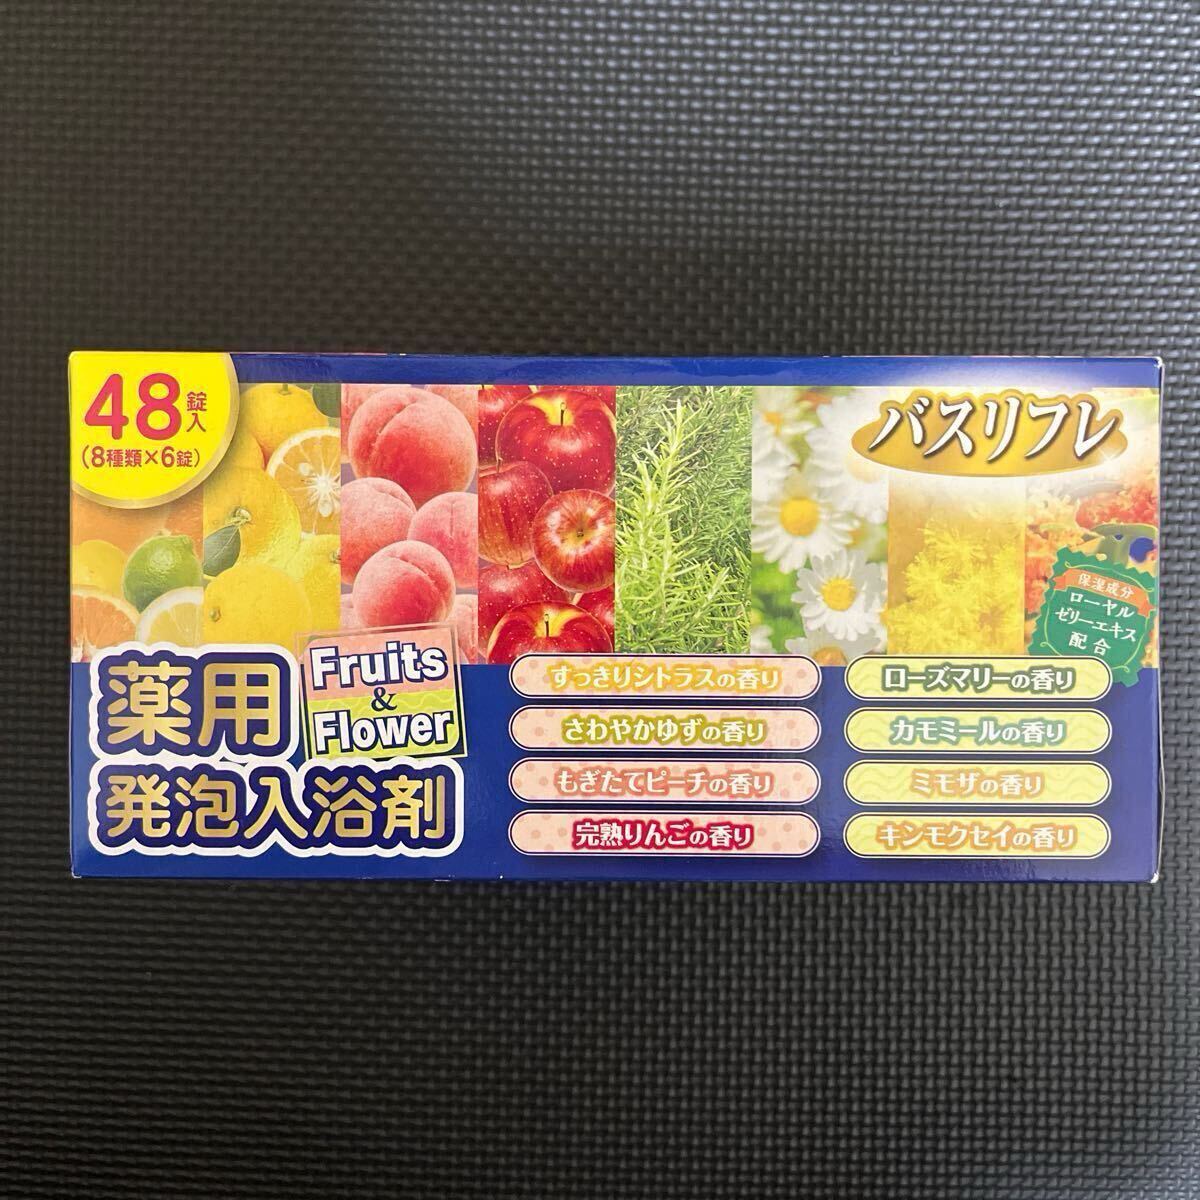 48錠入
(8種類×6錠)
バスリフレ
保湿成分
ローヤル
ゼリーエキス
配合
薬用
Fruits
&
Flower
発泡入浴剤
すっきりシトラスの香り
さわやかゆずの香り
もぎたてピーチの香り
完熟りんごの香り
ローズマリーの香り
カモミールの香り
ミモザの香り
キンモクセイの香り